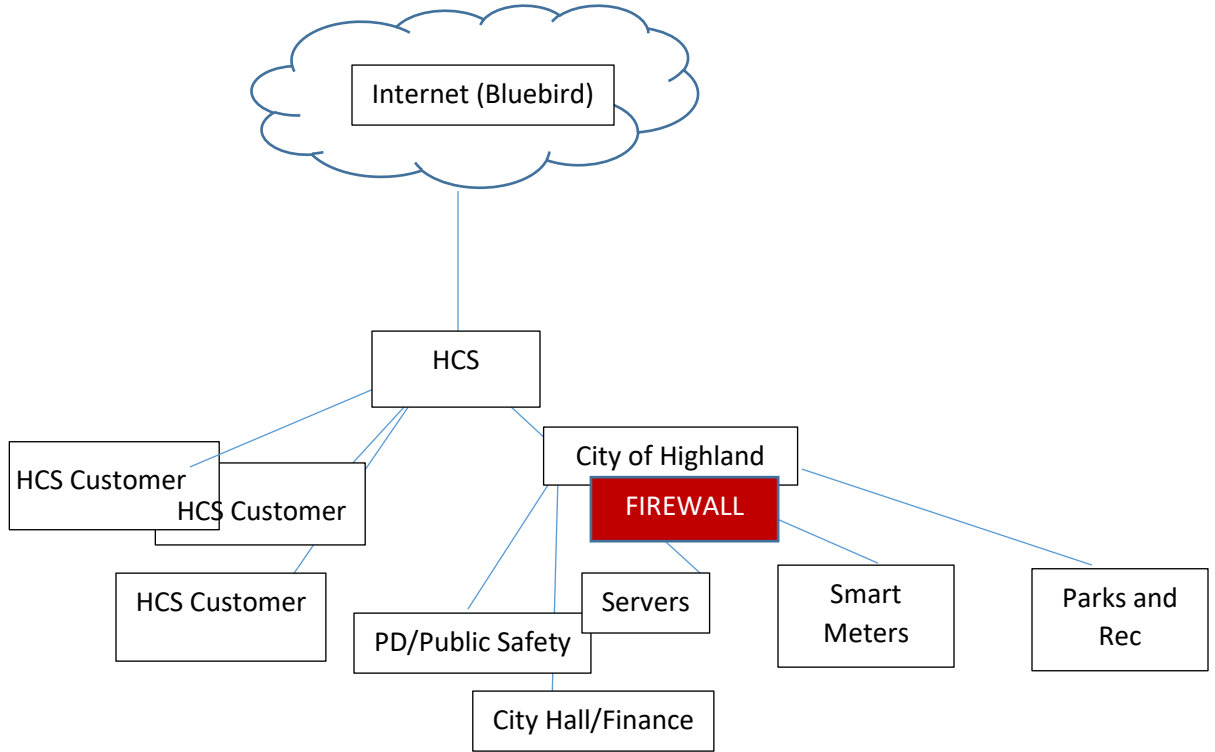 Internet (Bluebird)
HCS
City of Highland
HCS Customer
HCS Customer
FIREWALL
HCS Customer
Servers
Smart
Meters
Parks and
Rec
PD/Public Safety
City Hall/Finance